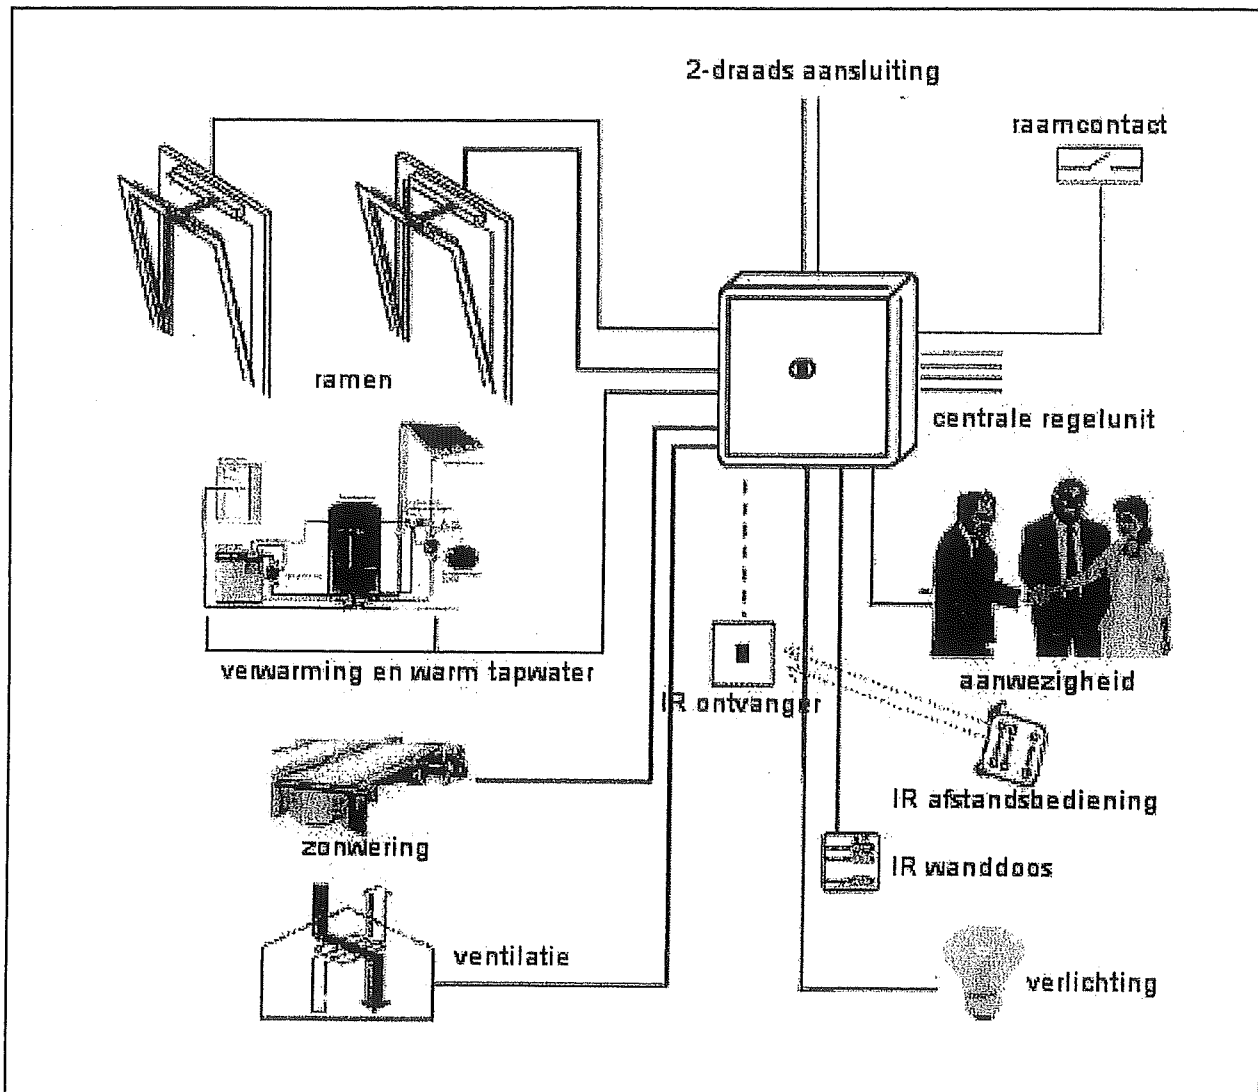 2-draads aansluiting
raamcontact
ramen
centrale regelunit
verwarming en warm tapwater
IR ontvanger
aanwezigheid
IR afstandsbediening
zonwering
IR wanddoos
ventilatie
verlichting